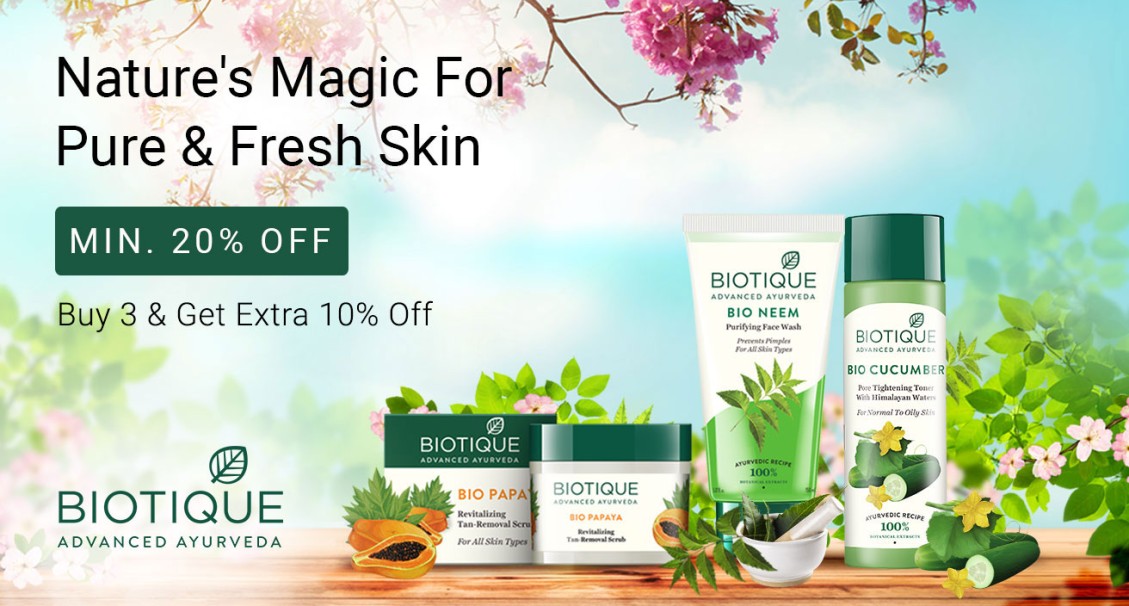 Nature's Magic For
Pure & Fresh Skin
MIN. 20% OFF
Buy 3 & Get Extra 10% Off
BIOTIQUE
ADVANCED AYURVEDA
BIOTIQUE
ADVANCED AYURVEDA
BIO PAPA
Revitalizing
Tan-Removal Scru
For All Skin Types
BIOTIQUE
ADVANCED AYURVEDA
BIO PAPAYA
Revitalizing
Tan-Removal Scrub
BIOTIQUE
ADVANCED AYURVEDA
BIO NEEM
Purifying Face Wash
Prevents Pimples
For All Skin Types
AYURVEDIC RECIPE
100%
BOTANICAL EXTRACTS
BIOTIQUE
ADVANCED AYURVEDA
BIO CUCUMBER
Pore Tightening Toner
With Himalayan Waters
For Normal To Oily Skin
AYURVEDIC RECIPE
100%
BOTANICAL EXTRACTS